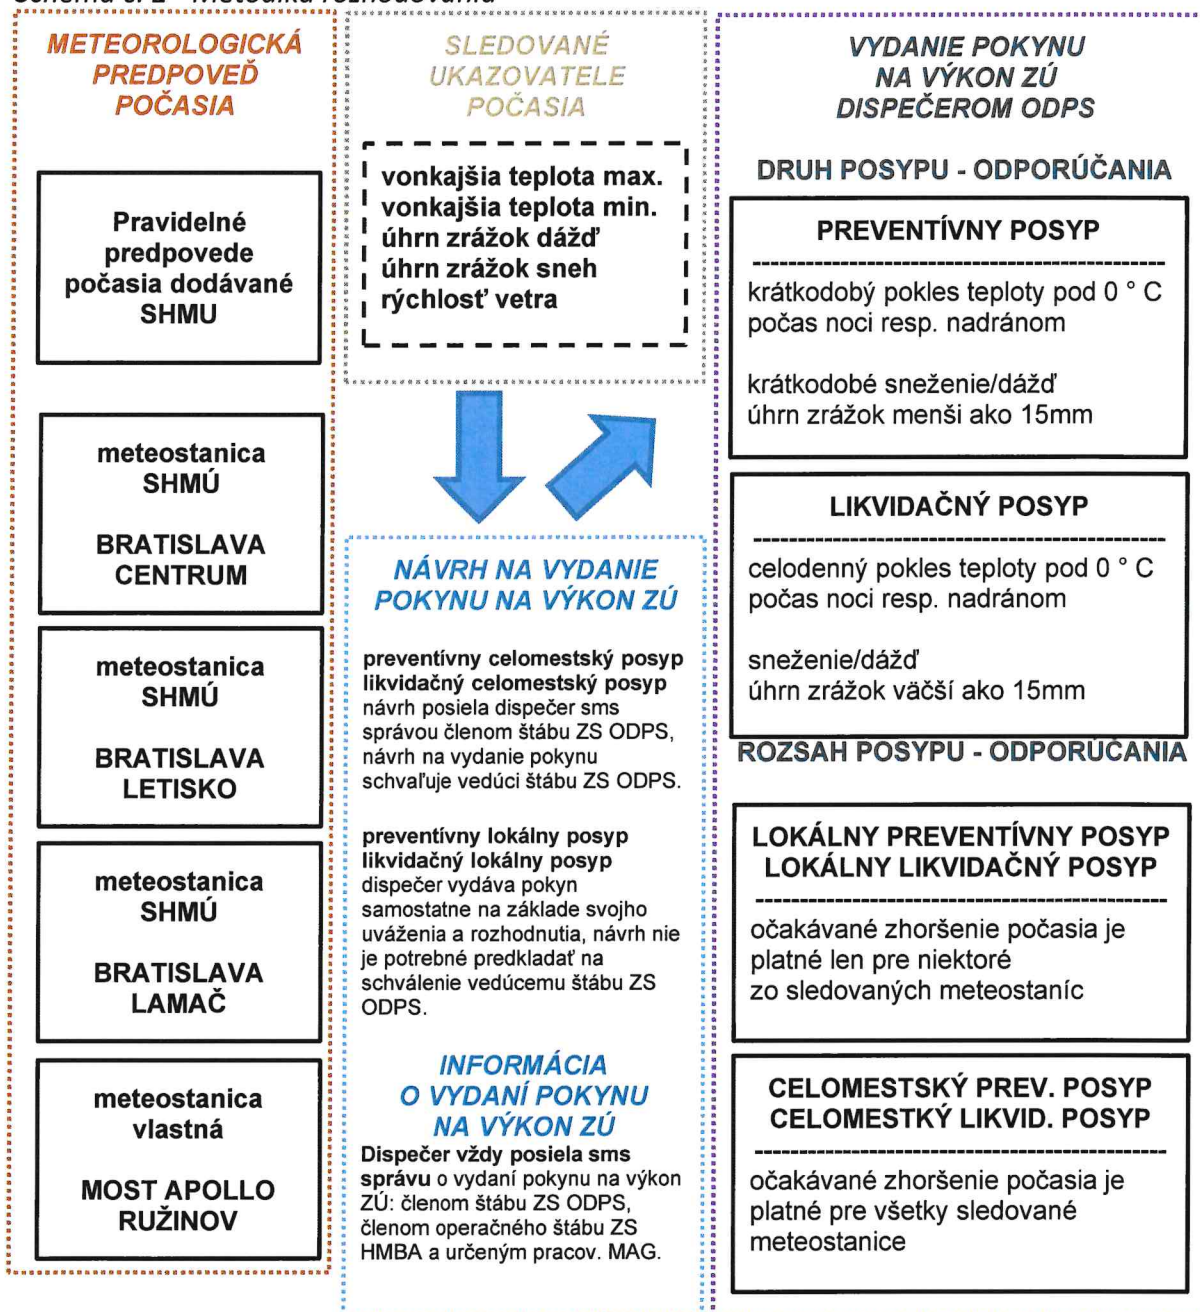 METEOROLOGICKÁ
PREDPOVEĎ
POČASIA
Pravidelné
predpovede
počasia dodávané
SHMU
meteostanica
SHMÚ
BRATISLAVA
CENTRUM
meteostanica
SHMÚ
BRATISLAVA
LETISKO
meteostanica
SHMÚ
BRATISLAVA
LAMAČ
meteostanica
vlastná
MOST APOLLO
RUŽINOV
SLEDOVANÉ
UKAZOVATELE
POČASIA
vonkajšia teplota max.
vonkajšia teplota min.
úhrn zrážok dážď
úhrn zrážok sneh
rýchlosť vetra
NÁVRH NA VYDANIE
POKYNU NA VÝKON ZÚ
preventívny celomestský posyp
likvidačný celomestský posyp
návrh posiela dispečer sms
správou členom štábu ZS ODPS,
návrh na vydanie pokynu
schvaľuje vedúci štábu ZS ODPS.
preventívny lokálny posyp
likvidačný lokálny posyp
dispečer vydáva pokyn
samostatne na základe svojho
uváženia a rozhodnutia, návrh nie
je potrebné predkladať na
schválenie vedúcemu štábu ZS
ODPS.
INFORMÁCIA
O VYDANÍ POKYNU
NA VÝKON ZÚ
Dispečer vždy posiela sms
správu o vydaní pokynu na výkon
ZÚ: členom štábu ZS ODPS,
členom operačného štábu ZS
HMBA a určeným pracov. MAG.
VYDANIE POKYNU
NA VÝKON ZÚ
DISPEČEROM ODPS
DRUH POSYPU - ODPORÚČANIA
PREVENTÍVNY POSYP
krátkodobý pokles teploty pod 0 ° C
počas noci resp. nadránom
krátkodobé sneženie/dážď
úhrn zrážok menši ako 15mm
LIKVIDAČNÝ POSYP
celodenný pokles teploty pod 0 ° C
počas noci resp. nadránom
sneženie/dážď
úhrn zrážok väčší ako 15mm
ROZSAH POSYPU - ODPORÚČANIA
LOKÁLNY PREVENTÍVNY POSYP
LOKÁLNY LIKVIDAČNÝ POSYP
očakávané zhoršenie počasia je
platné len pre niektoré
zo sledovaných meteostaníc
CELOMESTSKÝ PREV. POSYP
CELOMESTKÝ LIKVID. POSYP
očakávané zhoršenie počasia je
platné pre všetky sledované
meteostanice